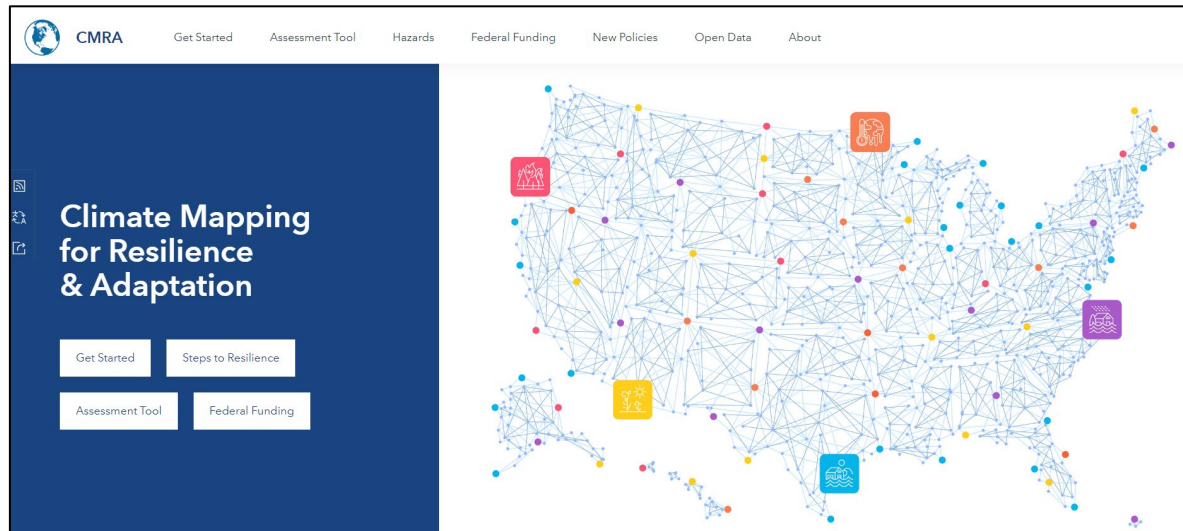 CMRA Get Started Assessment Tool Hazards Federal Funding New Policies Open Data About
Climate Mapping
for Resilience
& Adaptation
Get Started Steps to Resilience
Assessment Tool Federal Funding